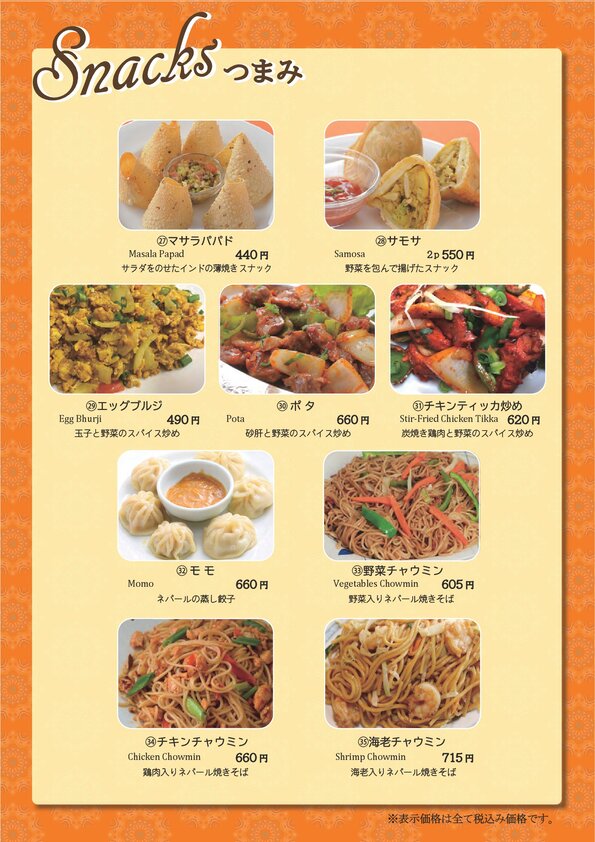 Snacks つまみ
㉗マサラパパド
Masala Papad 440円
サラダをのせたインドの薄焼きスナック
㉘サモサ
Samosa 2p 550円
野菜を包んで揚げたスナック
㉙エッグブルジ
Egg Bhurji 490円
玉子と野菜のスパイス炒め
㉚ポタ
Pota 660円
砂肝と野菜のスパイス炒め
㉛チキンティッカ炒め
Stir-Fried Chicken Tikka 620円
炭焼き鶏肉と野菜のスパイス炒め
㉜モモ
Momo 660円
ネパールの蒸し餃子
㉝野菜チャウミン
Vegetables Chowmin 605円
野菜入りネパール焼きそば
㉞チキンチャウミン
Chicken Chowmin 660円
鶏肉入りネパール焼きそば
㉟海老チャウミン
Shrimp Chowmin 715円
海老入りネパール焼きそば
※表示価格は全て税込み価格です。